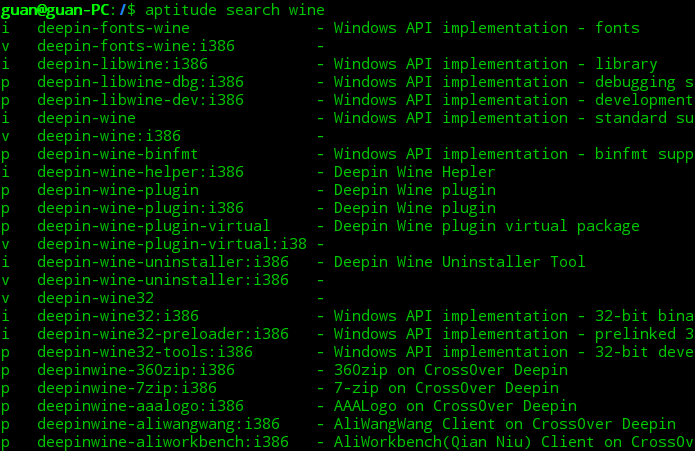 guan@guan-PC:/$ aptitude search wine
i   deepin-fonts-wine              - Windows API implementation - fonts
v   deepin-fonts-wine:i386         -
i   deepin-libwine:i386            - Windows API implementation - library
p   deepin-libwine-dbg:i386        - Windows API implementation - debugging s
p   deepin-libwine-dev:i386        - Windows API implementation - development
i   deepin-wine                    - Windows API implementation - standard su
v   deepin-wine:i386               -
p   deepin-wine-binfmt             - Windows API implementation - binfmt supp
i   deepin-wine-helper:i386        - Deepin Wine Hepler
p   deepin-wine-plugin             - Deepin Wine plugin
p   deepin-wine-plugin:i386        - Deepin Wine plugin
p   deepin-wine-plugin-virtual     - Deepin Wine plugin virtual package
v   deepin-wine-plugin-virtual:i38 -
i   deepin-wine-uninstaller:i386   - Deepin Wine Uninstaller Tool
v   deepin-wine-uninstaller:i386   -
v   deepin-wine32                  -
i   deepin-wine32:i386             - Windows API implementation - 32-bit bina
i   deepin-wine32-preloader:i386   - Windows API implementation - prelinked 3
p   deepin-wine32-tools:i386       - Windows API implementation - 32-bit deve
p   deepinwine-360zip:i386         - 360zip on CrossOver Deepin
p   deepinwine-7zip:i386           - 7-zip on CrossOver Deepin
p   deepinwine-aaalogo:i386        - AAALogo on CrossOver Deepin
p   deepinwine-aliwangwang:i386    - AliWangWang Client on CrossOver Deepin
p   deepinwine-aliworkbench:i386   - AliWorkbench(Qian Niu) Client on CrossOv